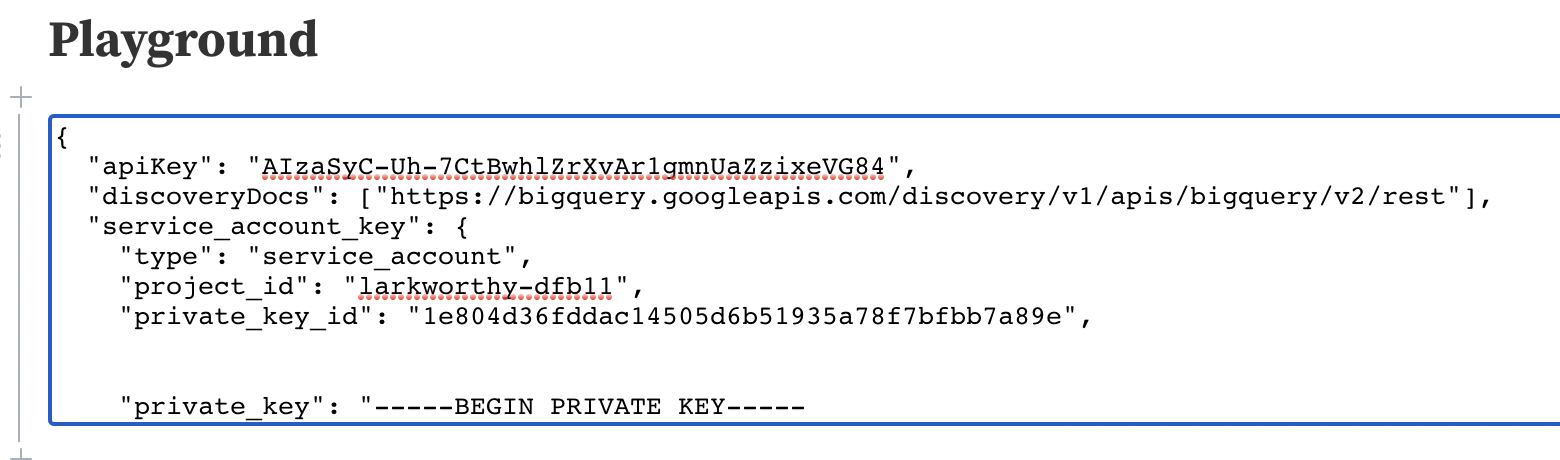 Playground
{
"apiKey": "AIzaSyC-Uh-7CtBwhlZrXvAr1gmnUaZzixeVG84",
"discoveryDocs": ["https://bigquery.googleapis.com/discovery/v1/apis/bigquery/v2/rest"],
"service_account_key": {
"type": "service_account",
"project_id": "larkworthy-dfb11",
"private_key_id": "1e804d36fddac14505d6b51935a78f7bfbb7a89e",
"private_key": "-----BEGIN PRIVATE KEY-----